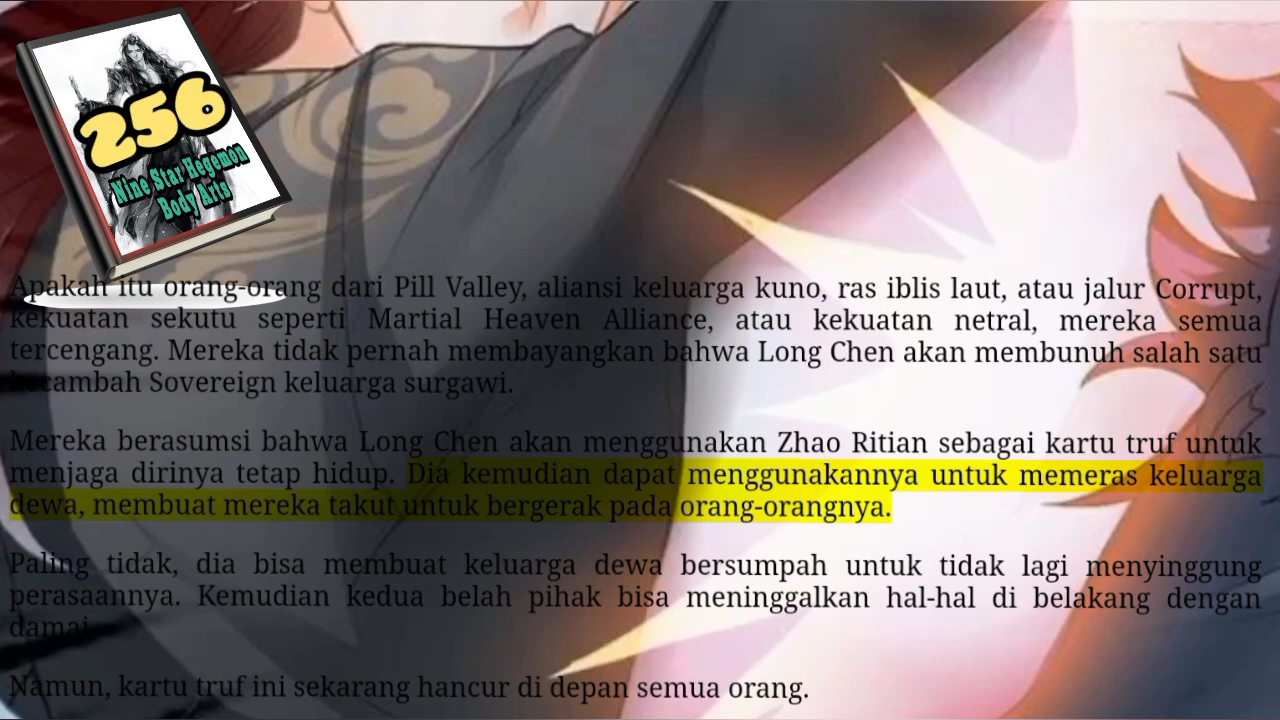 256
Nine Star Hegemon
Body Arts
Apakah itu orang-orang dari Pill Valley, aliansi keluarga kuno, ras iblis laut, atau jalur Corrupt,
kekuatan sekutu seperti Martial Heaven Alliance, atau kekuatan netral, mereka semua
tercengang. Mereka tidak pernah membayangkan bahwa Long Chen akan membunuh salah satu
kecambah Sovereign keluarga surgawi.
Mereka berasumsi bahwa Long Chen akan menggunakan Zhao Ritian sebagai kartu truf untuk
menjaga dirinya tetap hidup. Dia kemudian dapat menggunakannya untuk memeras keluarga
dewa, membuat mereka takut untuk bergerak pada orang-orangnya.
Paling tidak, dia bisa membuat keluarga dewa bersumpah untuk tidak lagi menyinggung
perasaannya. Kemudian kedua belah pihak bisa meninggalkan hal-hal di belakang dengan
damai.
Namun, kartu truf ini sekarang hancur di depan semua orang.